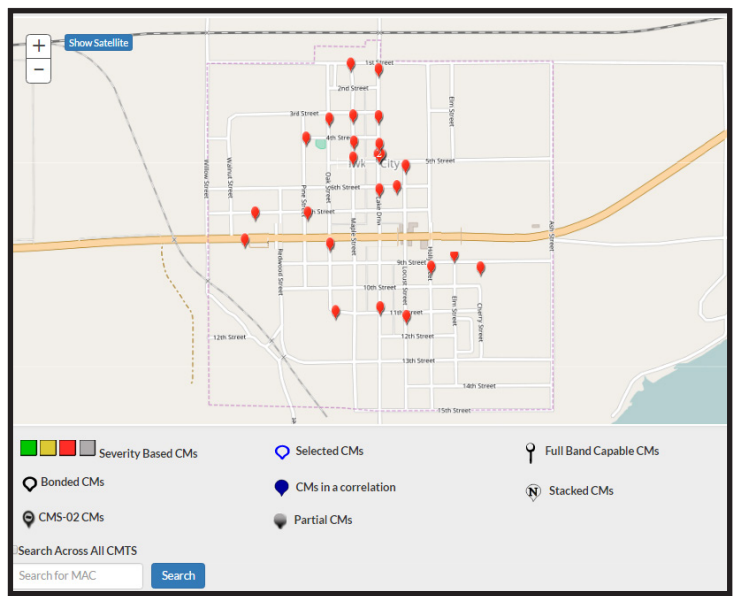 +
Show Satellite
−
1st Street
2nd Street
3rd Street
Elm Street
4th Street
City
5th Street
Willow Street
Walnut Street
Pine Street
Oak Street
6th Street
Lake Drive
Street
Maple Street
Ash Street
Redwood Street
9th Street
Locust Street
10th Street
Elm Street
Cherry Street
11th Street
12th Street
12th Street
13th Street
14th Street
15th Street
Severity Based CMs
Selected CMs
Full Band Capable CMs
Bonded CMs
CMs in a correlation
N Stacked CMs
CMS-02 CMs
Partial CMs
Search Across All CMTS
Search for MAC
Search